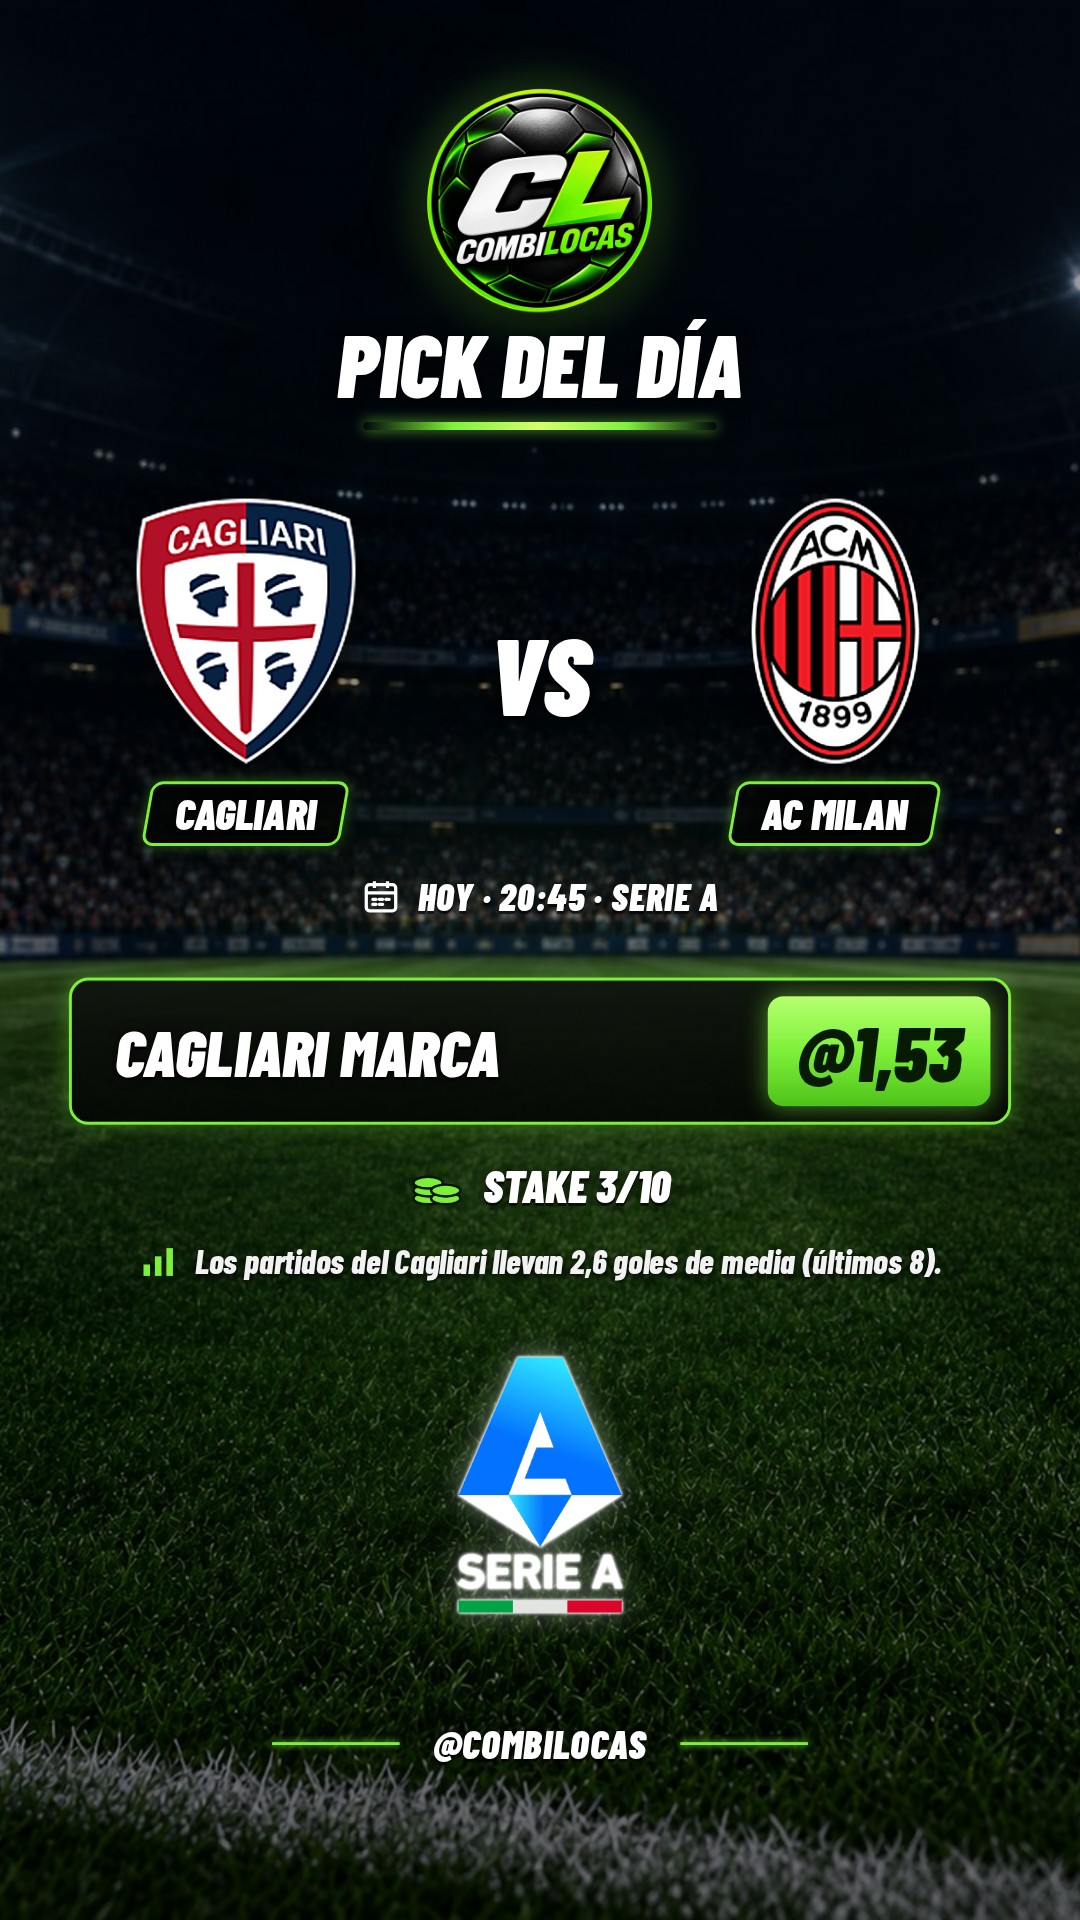 CL
COMBILOCAS
PICK DEL DÍA
CAGLIARI
ACM
1899
VS
CAGLIARI
AC MILAN
HOY · 20:45 · SERIE A
CAGLIARI MARCA
@1,53
STAKE 3/10
Los partidos del Cagliari llevan 2,6 goles de media (últimos 8).
SERIE A
@COMBILOCAS